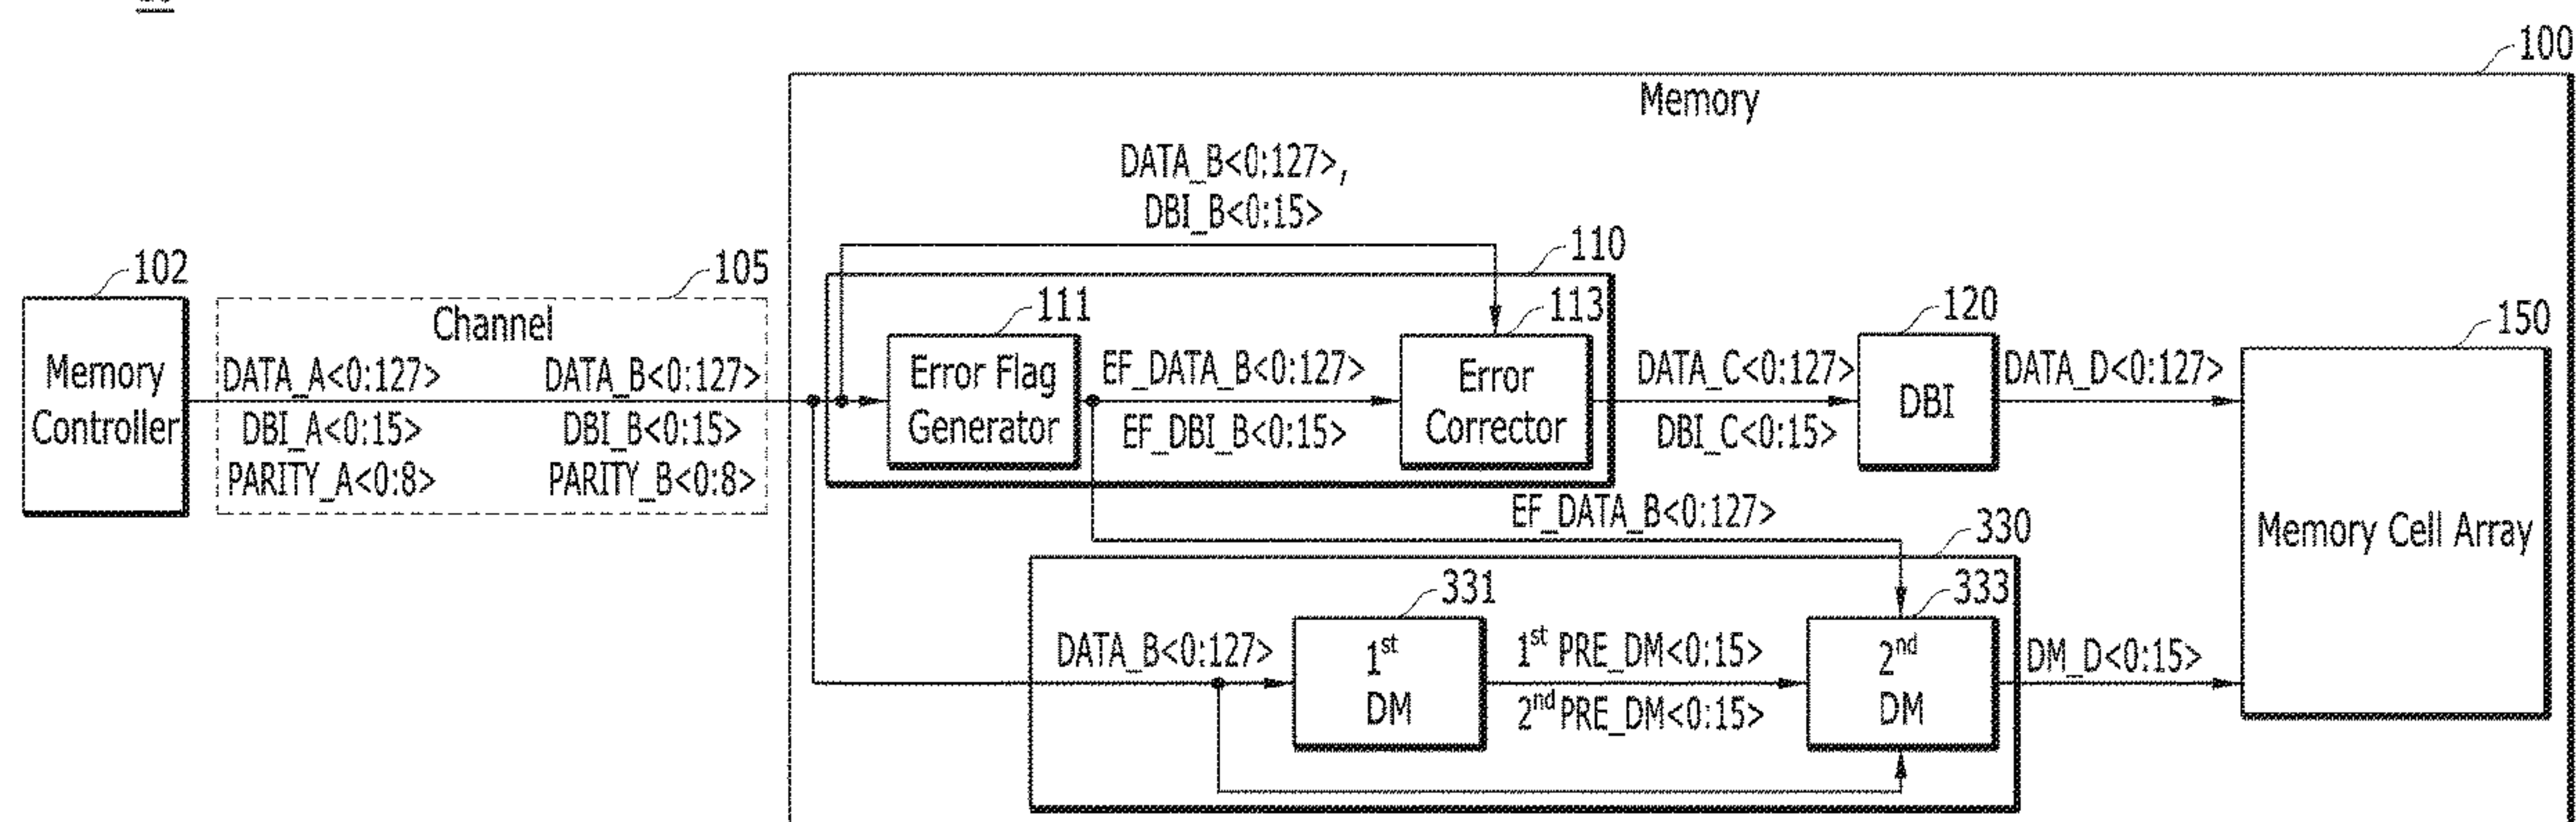 100
Memory
DATA_B<0:127>,
DBI_B<0:15>
102
105
110
Memory
Controller
Channel
DATA_A<0:127>
DATA_B<0:127>
DBI_A<0:15>
DBI_B<0:15>
PARITY_A<0:8>
PARITY_B<0:8>
111
Error Flag
Generator
EF_DATA_B<0:127>
EF_DBI_B<0:15>
113
Error
Corrector
DATA_C<0:127>
DBI_C<0:15>
120
DBI
DATA_D<0:127>
150
Memory Cell Array
EF_DATA_B<0:127>
330
DATA_B<0:127>
331
1st
DM
1st PRE_DM<0:15>
2nd PRE_DM<0:15>
333
2nd
DM
DM_D<0:15>